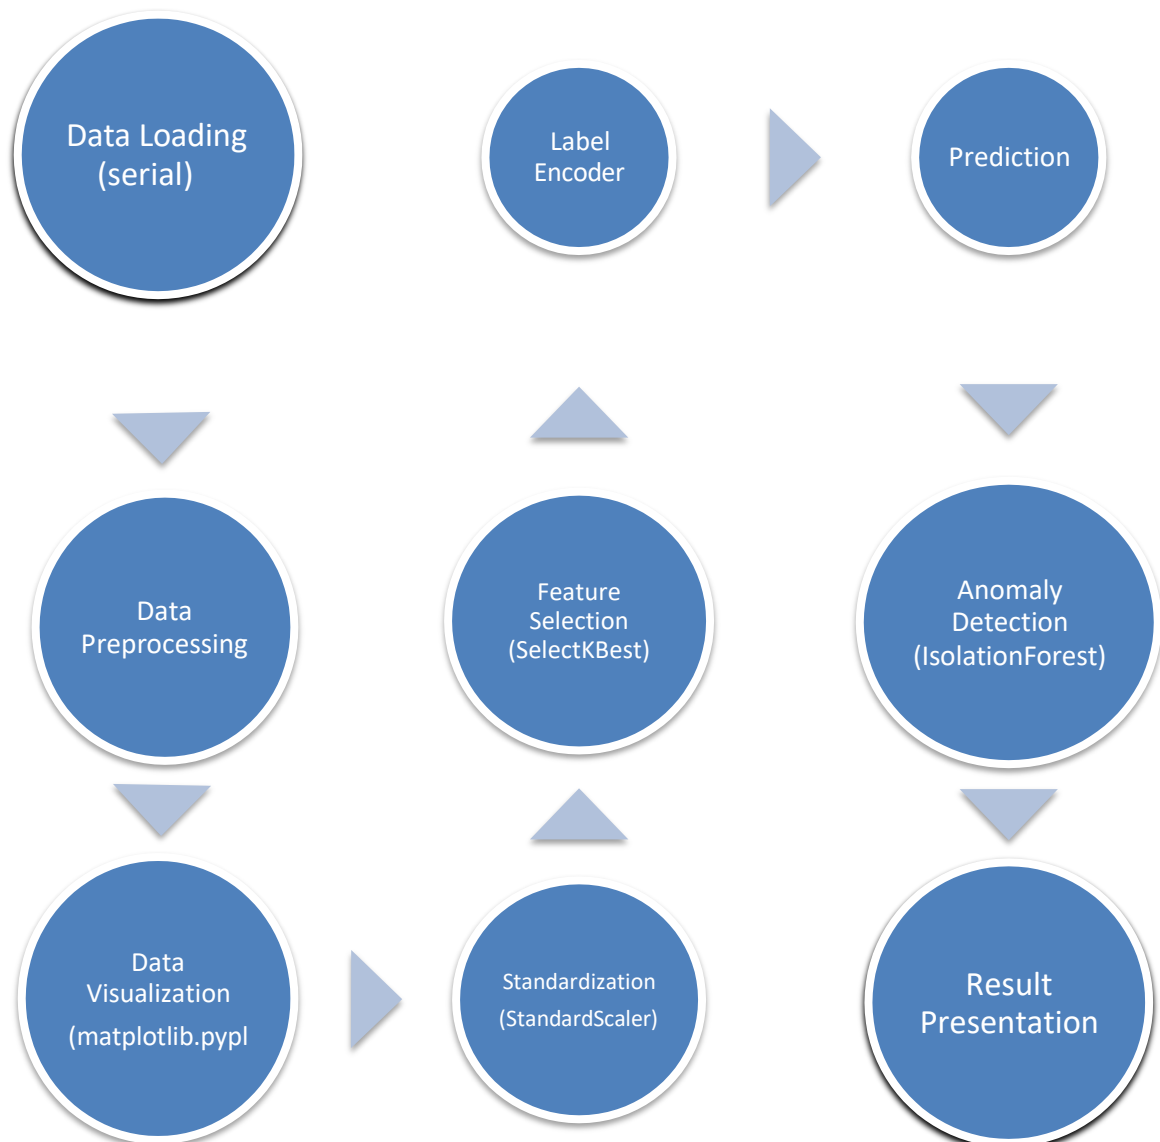 Data Loading
(serial)
Data
Preprocessing
Data
Visualization
(matplotlib.pypl
Standardization
(StandardScaler)
Feature
Selection
(SelectKBest)
Label
Encoder
Prediction
Anomaly
Detection
(IsolationForest)
Result
Presentation